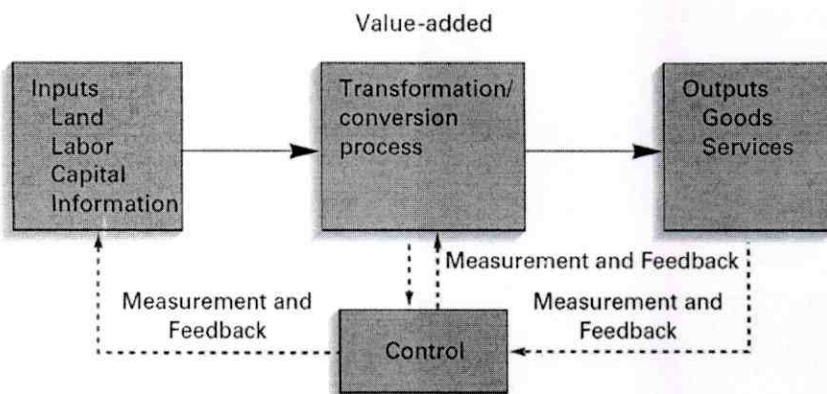 Value-added
Inputs
Land
Labor
Capital
Information
Transformation/
conversion
process
Outputs
Goods
Services
Measurement and Feedback
Measurement and
Feedback
Control
Measurement and
Feedback